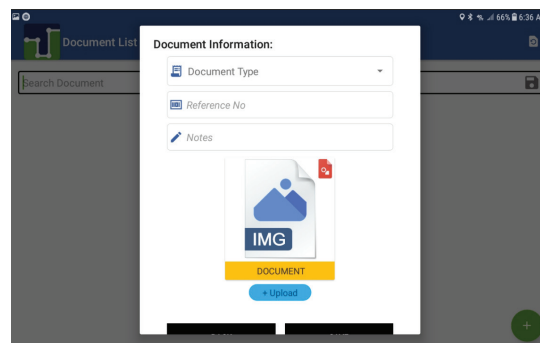 66% 6:36 A
Document List
Document Information:
Document Type
Search Document
Reference No
Notes
IMG
DOCUMENT
+ Upload
+